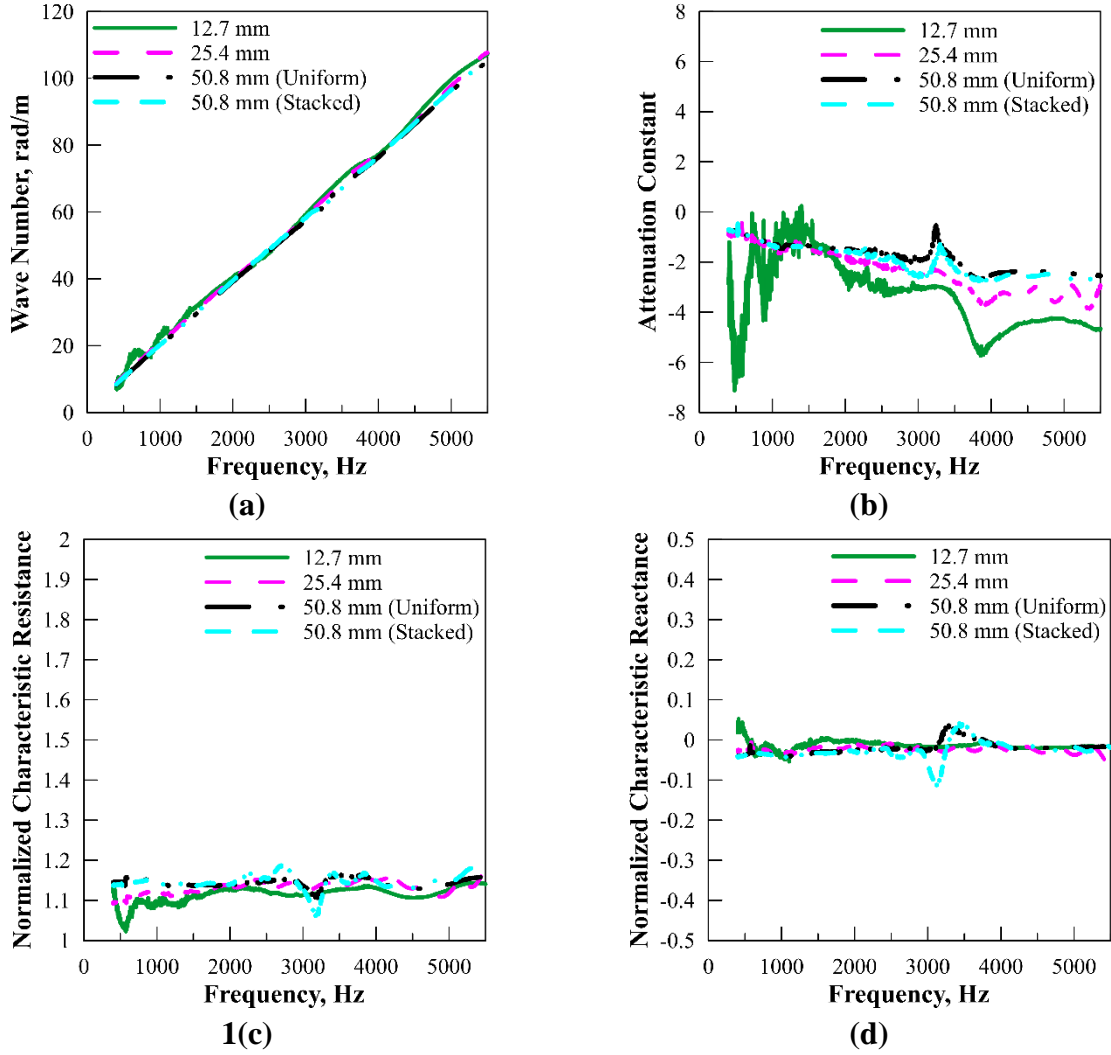 120
100
80
60
40
20
0
Wave Number, rad/m
12.7 mm
25.4 mm
50.8 mm (Uniform)
50.8 mm (Stacked)
0 1000 2000 3000 4000 5000
Frequency, Hz
(a)
8
6
4
2
0
-2
-4
-6
-8
Attenuation Constant
12.7 mm
25.4 mm
50.8 mm (Uniform)
50.8 mm (Stacked)
0 1000 2000 3000 4000 5000
Frequency, Hz
(b)
2
1.9
1.8
1.7
1.6
1.5
1.4
1.3
1.2
1.1
1
Normalized Characteristic Resistance
12.7 mm
25.4 mm
50.8 mm (Uniform)
50.8 mm (Stacked)
0 1000 2000 3000 4000 5000
Frequency, Hz
1(c)
0.5
0.4
0.3
0.2
0.1
0
-0.1
-0.2
-0.3
-0.4
-0.5
Normalized Characteristic Reactance
12.7 mm
25.4 mm
50.8 mm (Uniform)
50.8 mm (Stacked)
0 1000 2000 3000 4000 5000
Frequency, Hz
(d)